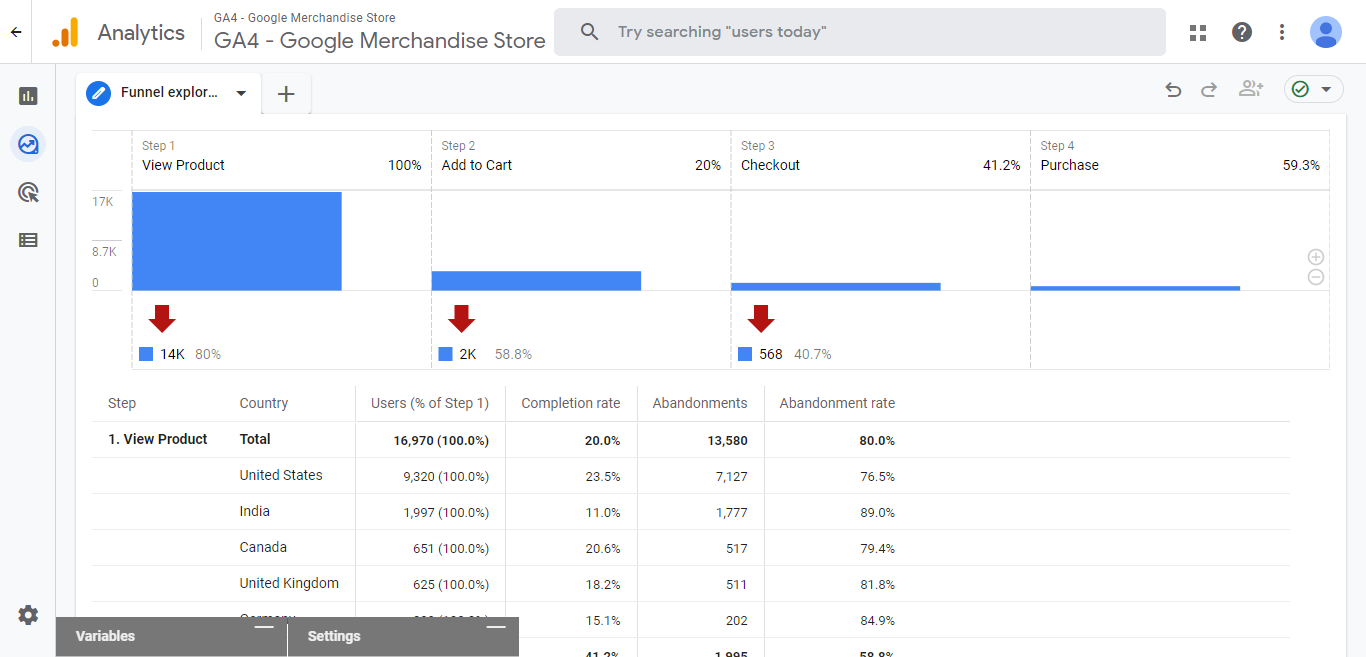 GA4 - Google Merchandise Store
Analytics
GA4 - Google Merchandise Store
Try searching "users today"
Funnel explor...
Step 1
View Product 100%
Step 2
Add to Cart 20%
Step 3
Checkout 41.2%
Step 4
Purchase 59.3%
17K
8.7K
0
14K 80%
2K 58.8%
568 40.7%
Step Country Users (% of Step 1) Completion rate Abandonments Abandonment rate
1. View Product Total 16,970 (100.0%) 20.0% 13,580 80.0%
United States 9,320 (100.0%) 23.5% 7,127 76.5%
India 1,997 (100.0%) 11.0% 1,777 89.0%
Canada 651 (100.0%) 20.6% 517 79.4%
United Kingdom 625 (100.0%) 18.2% 511 81.8%
15.1% 202 84.9%
41.2% 1,995 58.8%
Variables
Settings